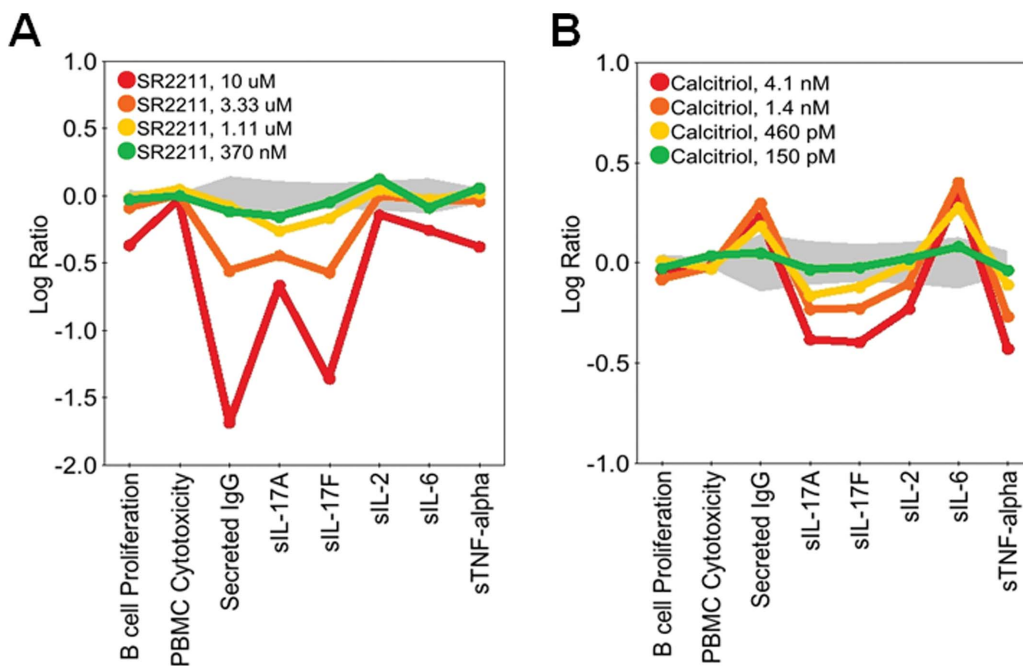 A
Log Ratio
1.0
0.5
0.0
-0.5
-1.0
-1.5
-2.0
SR2211, 10 uM
SR2211, 3.33 uM
SR2211, 1.11 uM
SR2211, 370 nM
B cell Proliferation
PBMC Cytotoxicity
Secreted IgG
sIL-17A
sIL-17F
sIL-2
sIL-6
sTNF-alpha
B
Log Ratio
1.0
0.5
0.0
-0.5
-1.0
Calcitriol, 4.1 nM
Calcitriol, 1.4 nM
Calcitriol, 460 pM
Calcitriol, 150 pM
B cell Proliferation
PBMC Cytotoxicity
Secreted IgG
sIL-17A
sIL-17F
sIL-2
sIL-6
sTNF-alpha